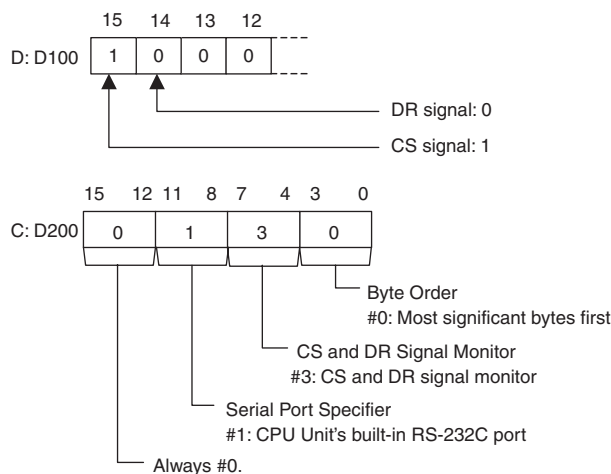 15 14 13 12
D: D100 1 0 0 0
DR signal: 0
CS signal: 1
15 12 11 8 7 4 3 0
C: D200 0 1 3 0
Byte Order
#0: Most significant bytes first
CS and DR Signal Monitor
#3: CS and DR signal monitor
Serial Port Specifier
#1: CPU Unit's built-in RS-232C port
Always #0.